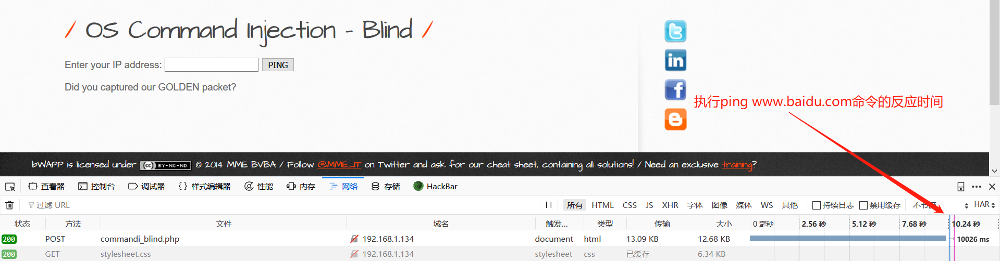 / OS Command Injection - Blind /
Enter your IP address: PING
Did you captured our GOLDEN packet?
执行ping www.baidu.com命令的反应时间
bWAPP is licensed under (cc) BY-NC-ND © 2014 MME BVBA / Follow @MME_IT on Twitter and ask for our cheat sheet, containing all solutions! / Need an exclusive training?
查看器 控制台 调试器 {} 样式编辑器 性能 内存 网络 存储 HackBar
过滤 URL 所有 HTML CSS JS XHR 字体 图像 媒体 WS 其他 持续日志 禁用缓存 HAR
状态 方法 文件 域名 触发... 类型 传输 大小 0 毫秒 2.56 秒 5.12 秒 7.68 秒 10.24 秒
200 POST commandi_blind.php 192.168.1.134 document html 13.09 KB 12.68 KB → 10026 ms
200 GET stylesheet.css 192.168.1.134 stylesheet css 已缓存 6.34 KB